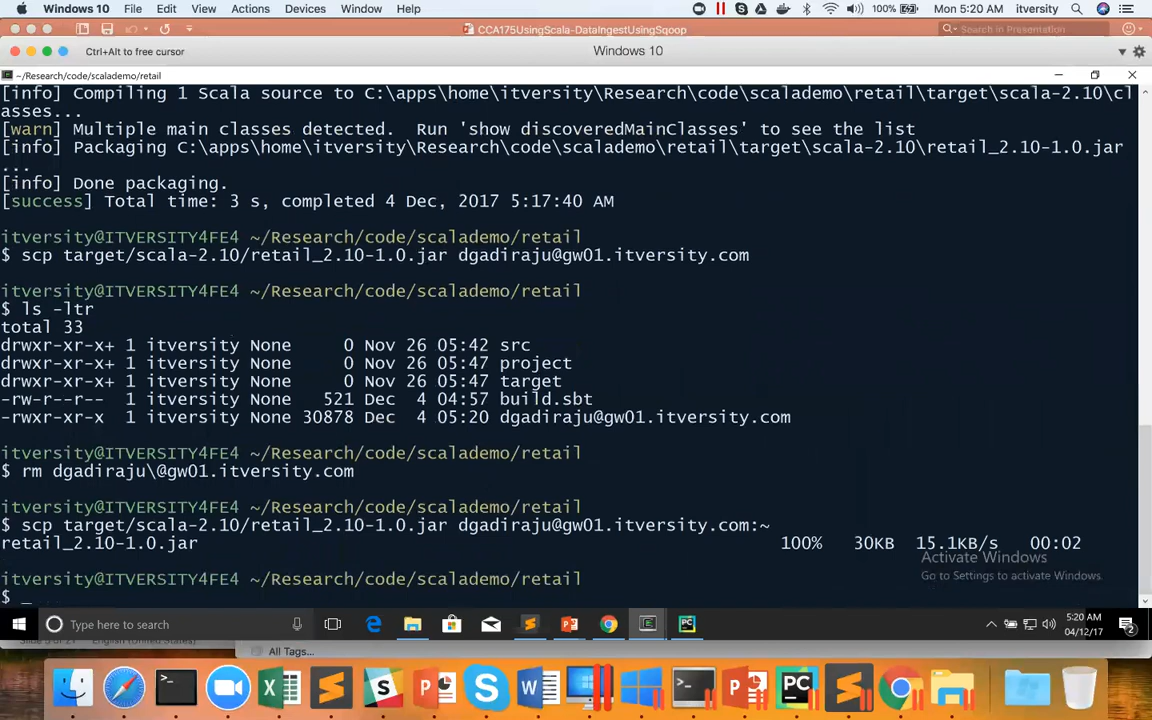 Windows 10 File Edit View Actions Devices Window Help 100% Mon 5:20 AM itversity
CCA175UsingScala-DataIngestUsingSqoop Search in Presentation
Ctrl+Alt to free cursor Windows 10
~/Research/code/scalademo/retail
[info] Compiling 1 Scala source to C:\apps\home\itversity\Research\code\scalademo\retail\target\scala-2.10\cl
asses...
[warn] Multiple main classes detected.  Run 'show discoveredMainClasses' to see the list
[info] Packaging C:\apps\home\itversity\Research\code\scalademo\retail\target\scala-2.10\retail_2.10-1.0.jar
...
[info] Done packaging.
[success] Total time: 3 s, completed 4 Dec, 2017 5:17:40 AM
itversity@ITVERSITY4FE4 ~/Research/code/scalademo/retail
$ scp target/scala-2.10/retail_2.10-1.0.jar dgadiraju@gw01.itversity.com
itversity@ITVERSITY4FE4 ~/Research/code/scalademo/retail
$ ls -ltr
total 33
drwxr-xr-x+ 1 itversity None     0 Nov 26 05:42 src
drwxr-xr-x+ 1 itversity None     0 Nov 26 05:47 project
drwxr-xr-x+ 1 itversity None     0 Nov 26 05:47 target
-rw-r--r--  1 itversity None   521 Dec  4 04:57 build.sbt
-rwxr-xr-x  1 itversity None 30878 Dec  4 05:20 dgadiraju@gw01.itversity.com
itversity@ITVERSITY4FE4 ~/Research/code/scalademo/retail
$ rm dgadiraju\@gw01.itversity.com
itversity@ITVERSITY4FE4 ~/Research/code/scalademo/retail
$ scp target/scala-2.10/retail_2.10-1.0.jar dgadiraju@gw01.itversity.com:~
retail_2.10-1.0.jar 100% 30KB 15.1KB/s 00:02
Activate Windows
Go to Settings to activate Windows.
itversity@ITVERSITY4FE4 ~/Research/code/scalademo/retail
$ _
Type here to search 5:20 AM
04/12/17
2
English (United States)
All Tags...